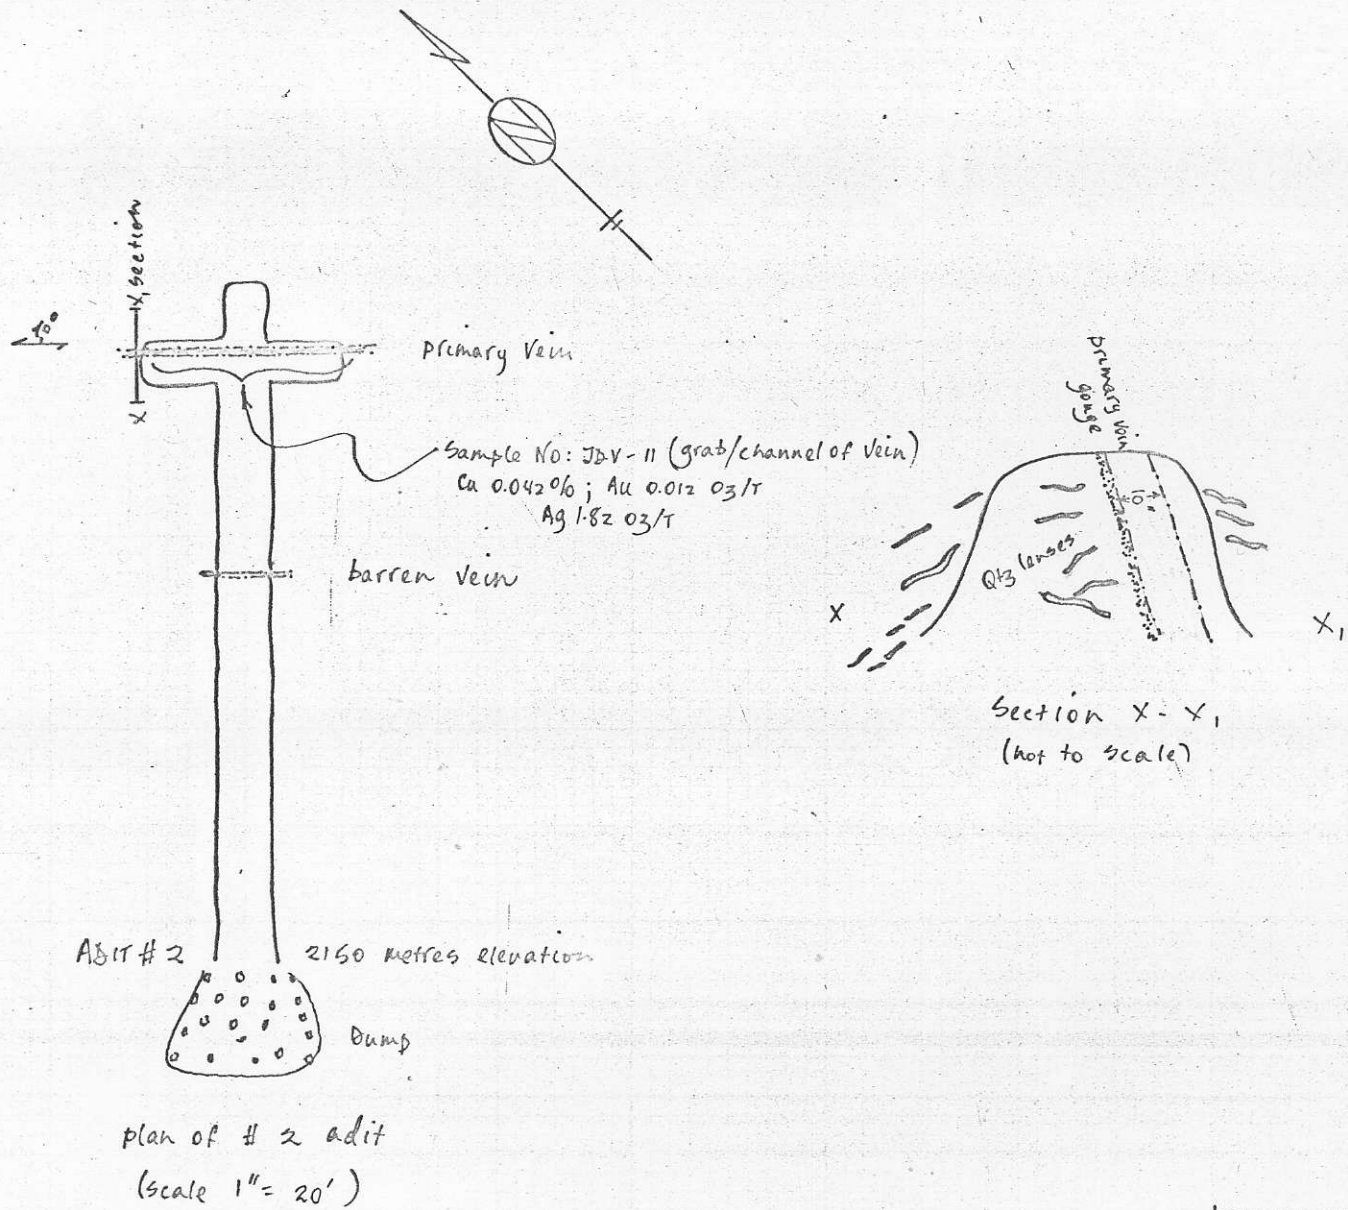 N
X, section
X
primary vein
Sample No: JDV-11 (grab/channel of vein)
Cu 0.042%; Au 0.012 oz/T
Ag 1.82 oz/T
barren vein
ADIT # 2
2150 metres elevation
Dump
plan of # 2 adit
(scale 1"= 20')
primary vein
gouge
10"
Qtz lenses
X
X₁
Section X-X₁
(not to scale)